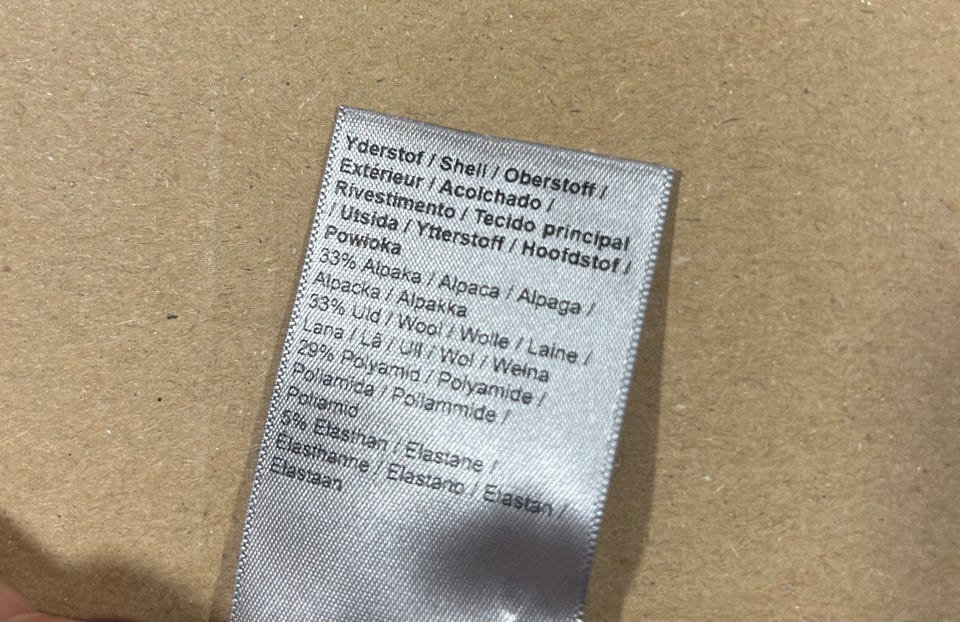 Yderstof / Shell / Oberstoff /
Extérieur / Acolchado /
Rivestimento / Tecido principal
/ Utsida / Ytterstoff / Hoofdstof /
Powłoka
33% Alpaka / Alpaca / Alpaga /
Alpacka / Alpakka
33% Uld / Wool / Wolle / Laine /
Lana / Lã / Ull / Wol / Wełna
29% Polyamid / Polyamide /
Poliamida / Poliammide /
Poliamid
5% Elasthan / Elastane /
Elasthanne / Elastano / Elastan /
Elastaan